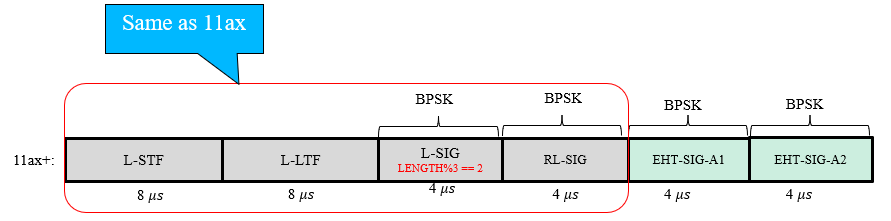 Same as 11ax
BPSK
BPSK
BPSK
BPSK
11ax+:
L-STF
L-LTF
L-SIG
LENGTH%3 == 2
RL-SIG
EHT-SIG-A1
EHT-SIG-A2
8 μs
8 μs
4 μs
4 μs
4 μs
4 μs